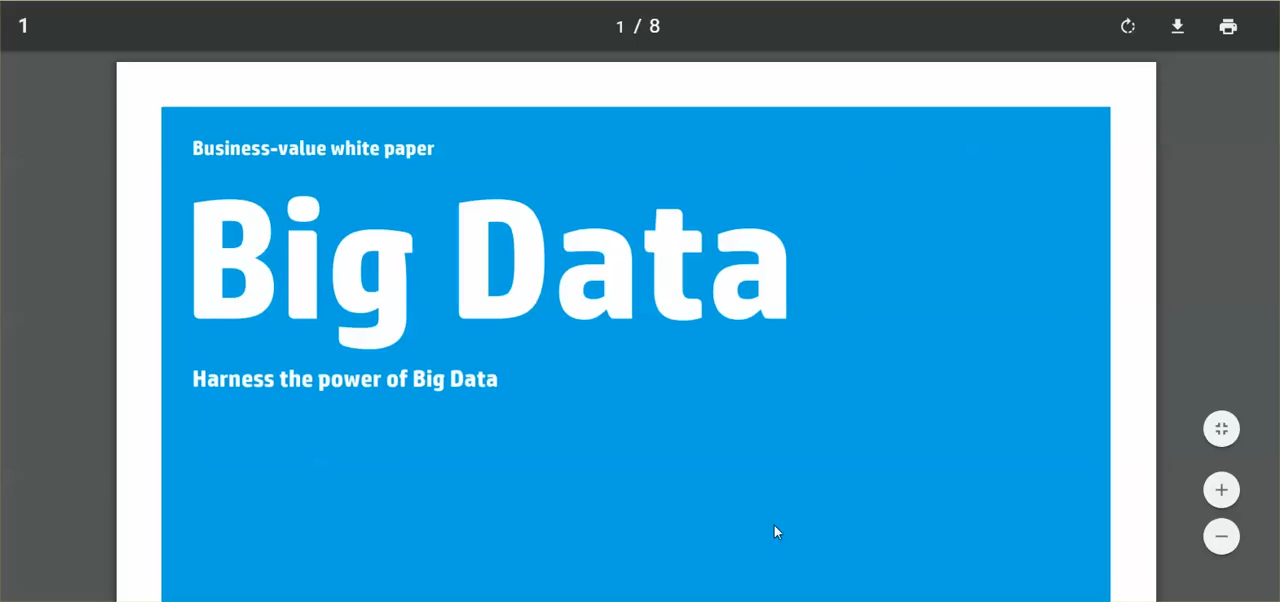 1
1 / 8
Business-value white paper
Big Data
Harness the power of Big Data